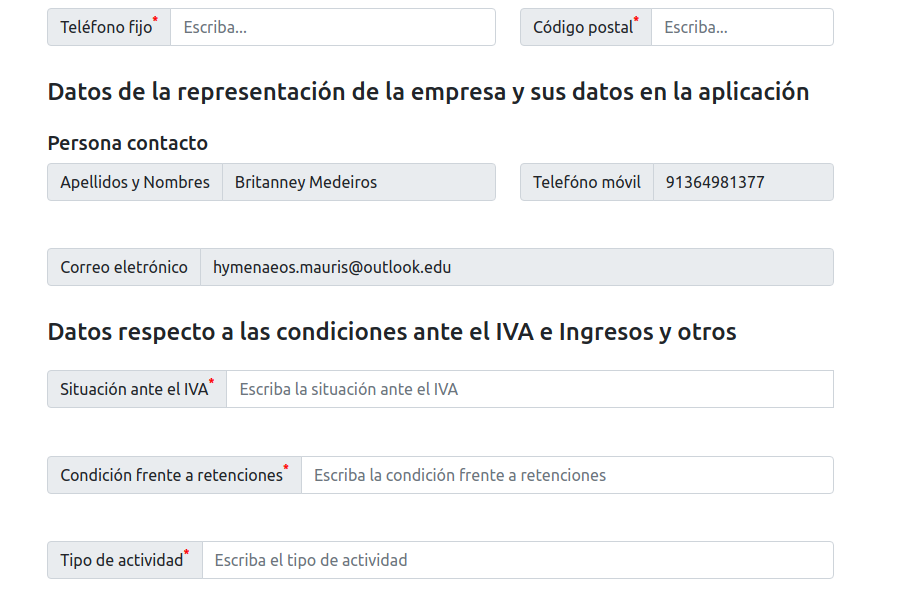 Teléfono fijo* Escriba... Código postal* Escriba...
Datos de la representación de la empresa y sus datos en la aplicación
Persona contacto
Apellidos y Nombres Britanney Medeiros Telefóno móvil 91364981377
Correo eletrónico hymenaeos.mauris@outlook.edu
Datos respecto a las condiciones ante el IVA e Ingresos y otros
Situación ante el IVA* Escriba la situación ante el IVA
Condición frente a retenciones* Escriba la condición frente a retenciones
Tipo de actividad* Escriba el tipo de actividad